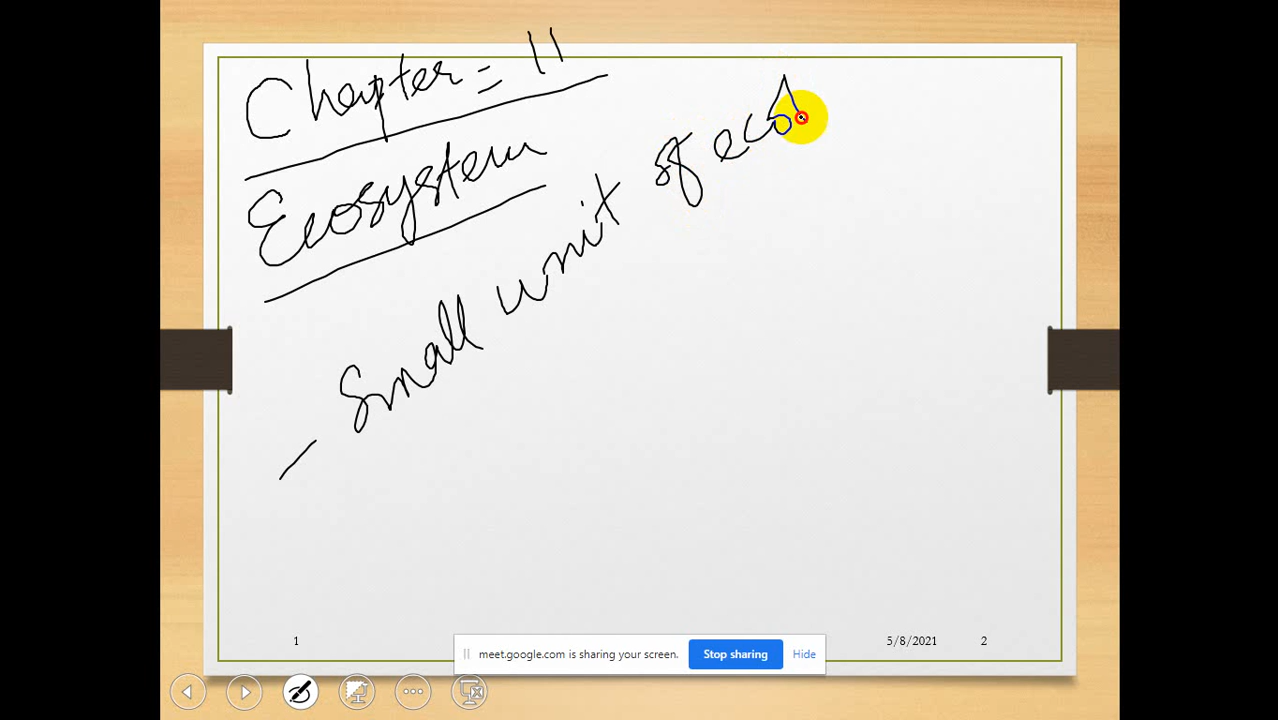 Chapter = 11
Ecosystem
- Small unit of eco
1
5/8/2021
2
meet.google.com is sharing your screen.
Stop sharing
Hide